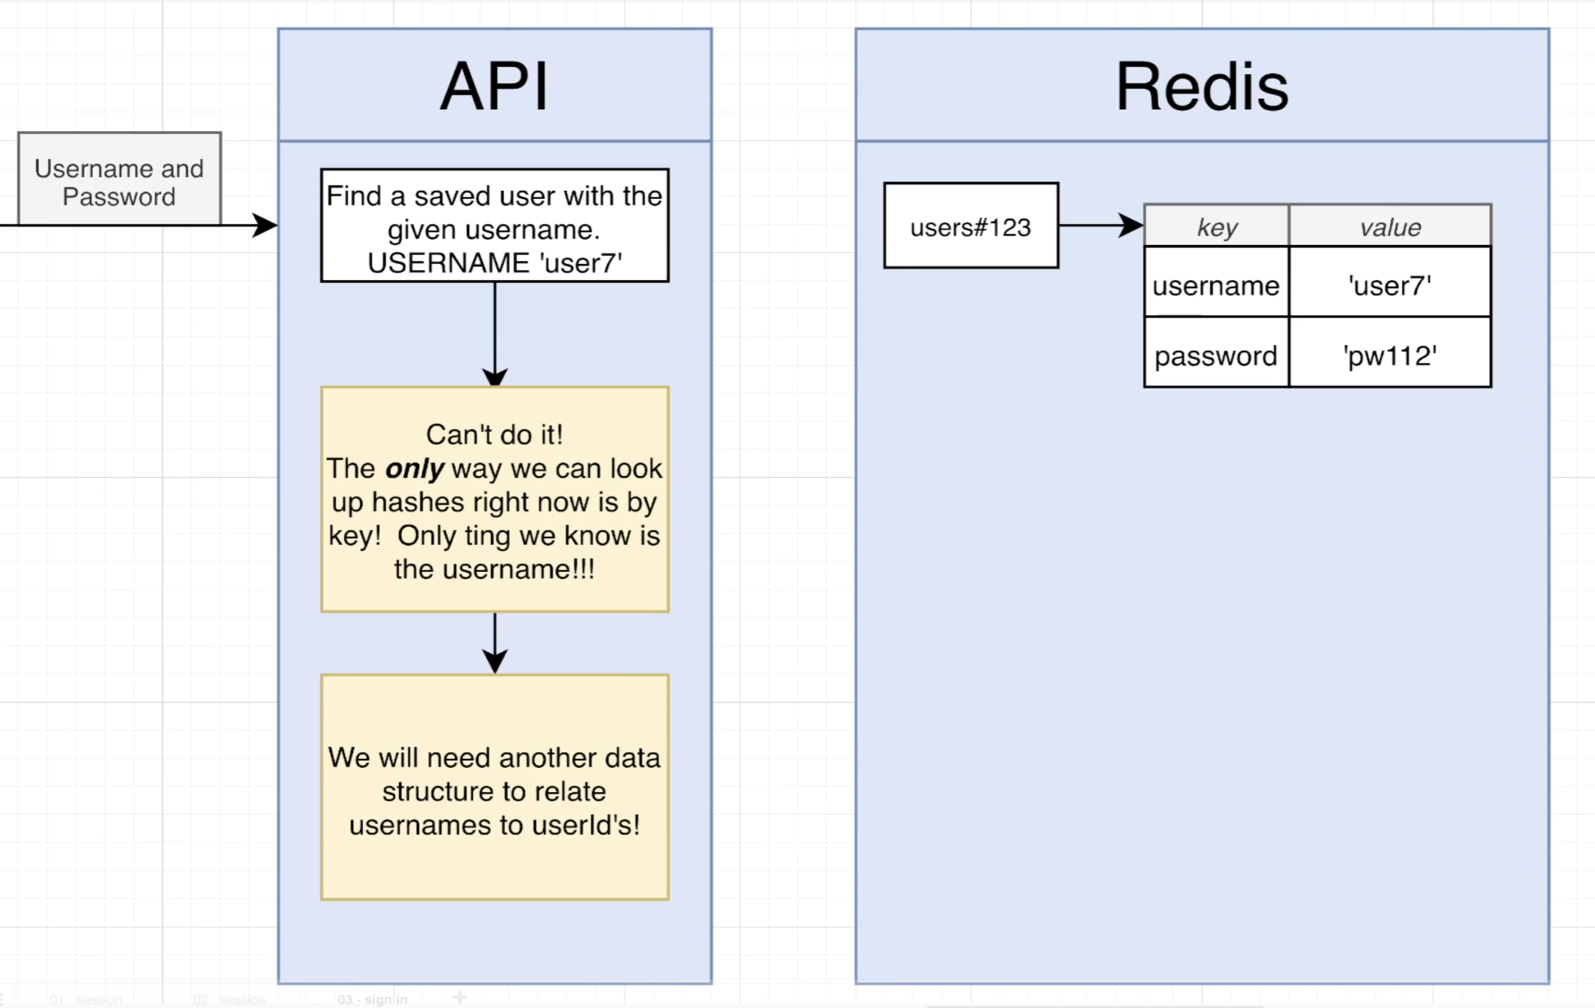 API
Redis
Username and
Password
Find a saved user with the
given username.
USERNAME 'user7'
Can't do it!
The only way we can look
up hashes right now is by
key!  Only ting we know is
the username!!!
We will need another data
structure to relate
usernames to userId's!
users#123
key value
username 'user7'
password 'pw112'
01 - session 02 - session 03 - sign in